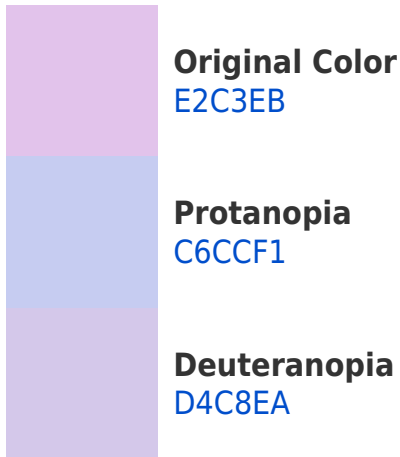 Original Color
E2C3EB
Protanopia
C6CCF1
Deuteranopia
D4C8EA